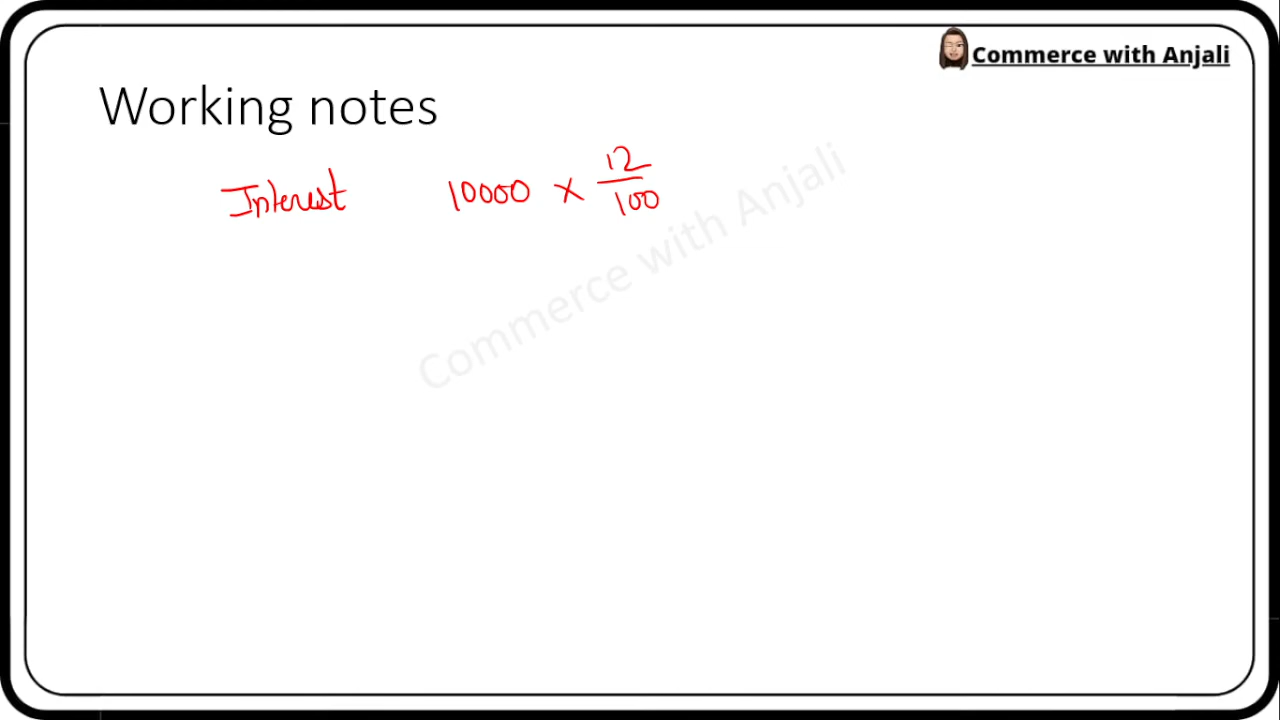 Commerce with Anjali
Working notes
Interest 10000 × 12/100
Commerce with Anjali